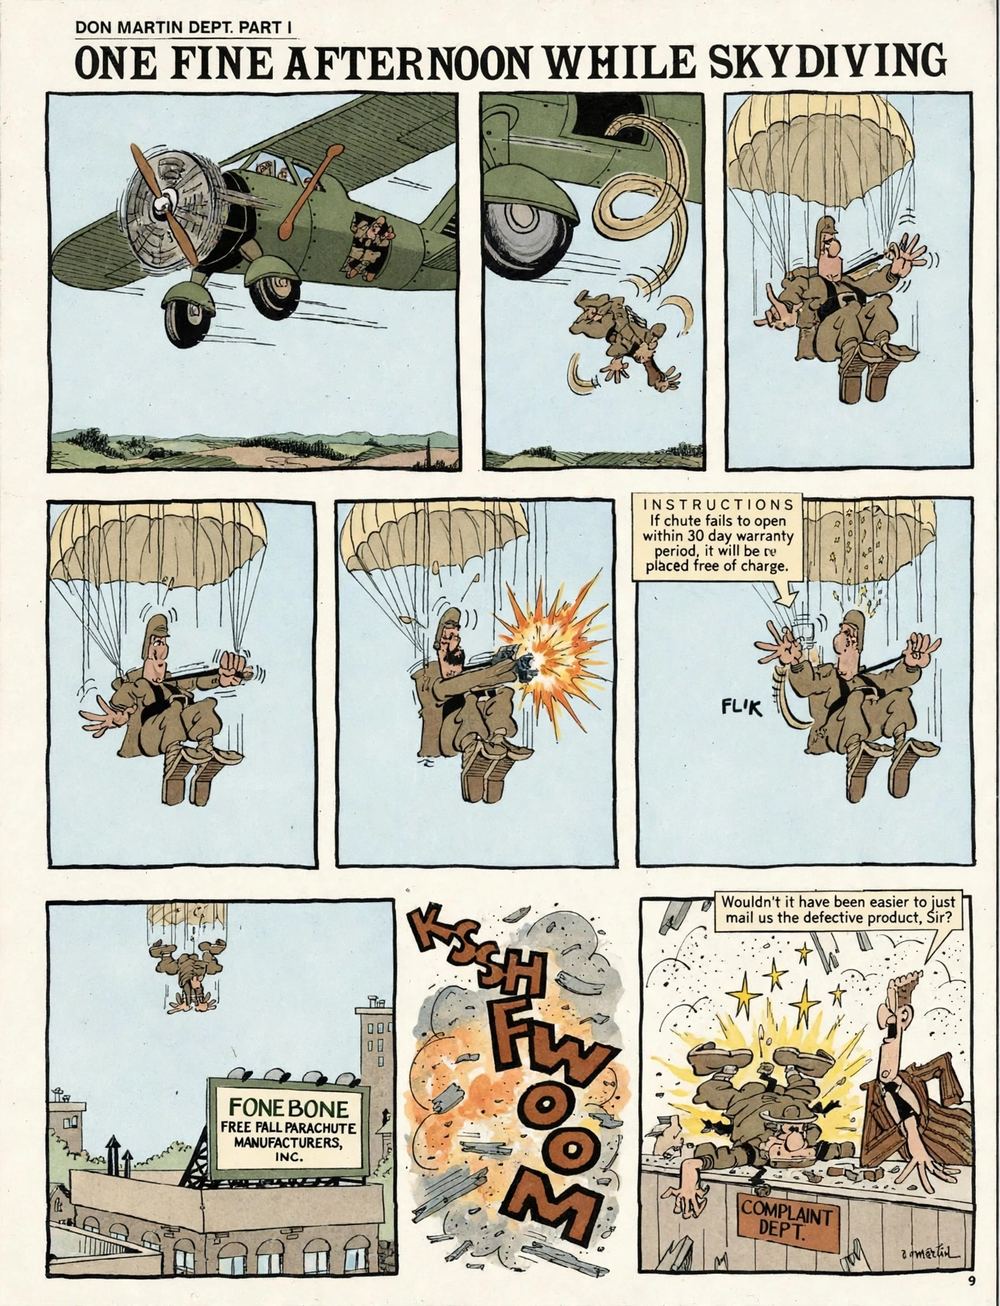 DON MARTIN DEPT. PART I
ONE FINE AFTERNOON WHILE SKYDIVING
INSTRUCTIONS
If chute fails to open
within 30 day warranty
period, it will be re
placed free of charge.
FLIK
FONE BONE
FREE FALL PARACHUTE
MANUFACTURERS,
INC.
KSSSH
FWOOOM
Wouldn't it have been easier to just
mail us the defective product, Sir?
COMPLAINT
DEPT.
D. MARTIN
9